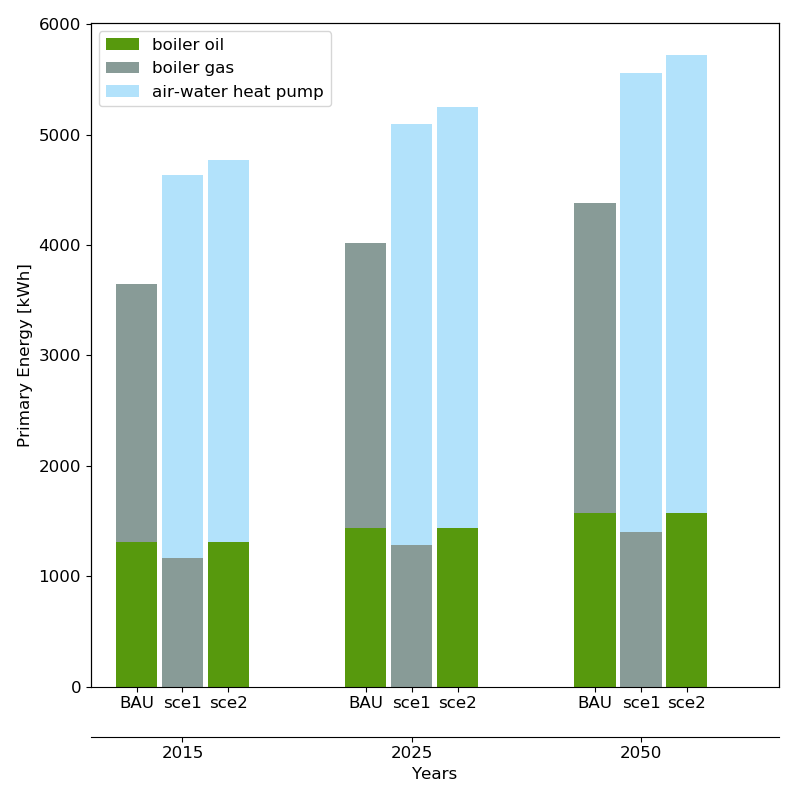 6000
5000
4000
3000
2000
1000
0
Primary Energy [kWh]
boiler oil
boiler gas
air-water heat pump
BAU sce1 sce2 BAU sce1 sce2 BAU sce1 sce2
2015 2025 2050
Years